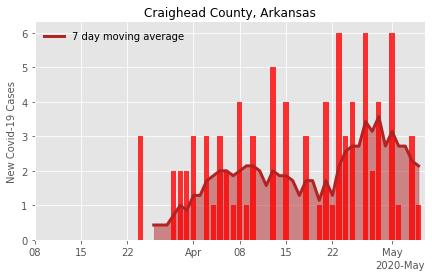 Craighead County, Arkansas
7 day moving average
New Covid-19 Cases
6
5
4
3
2
1
0
08 15 22 Apr 08 15 22 May
2020-May